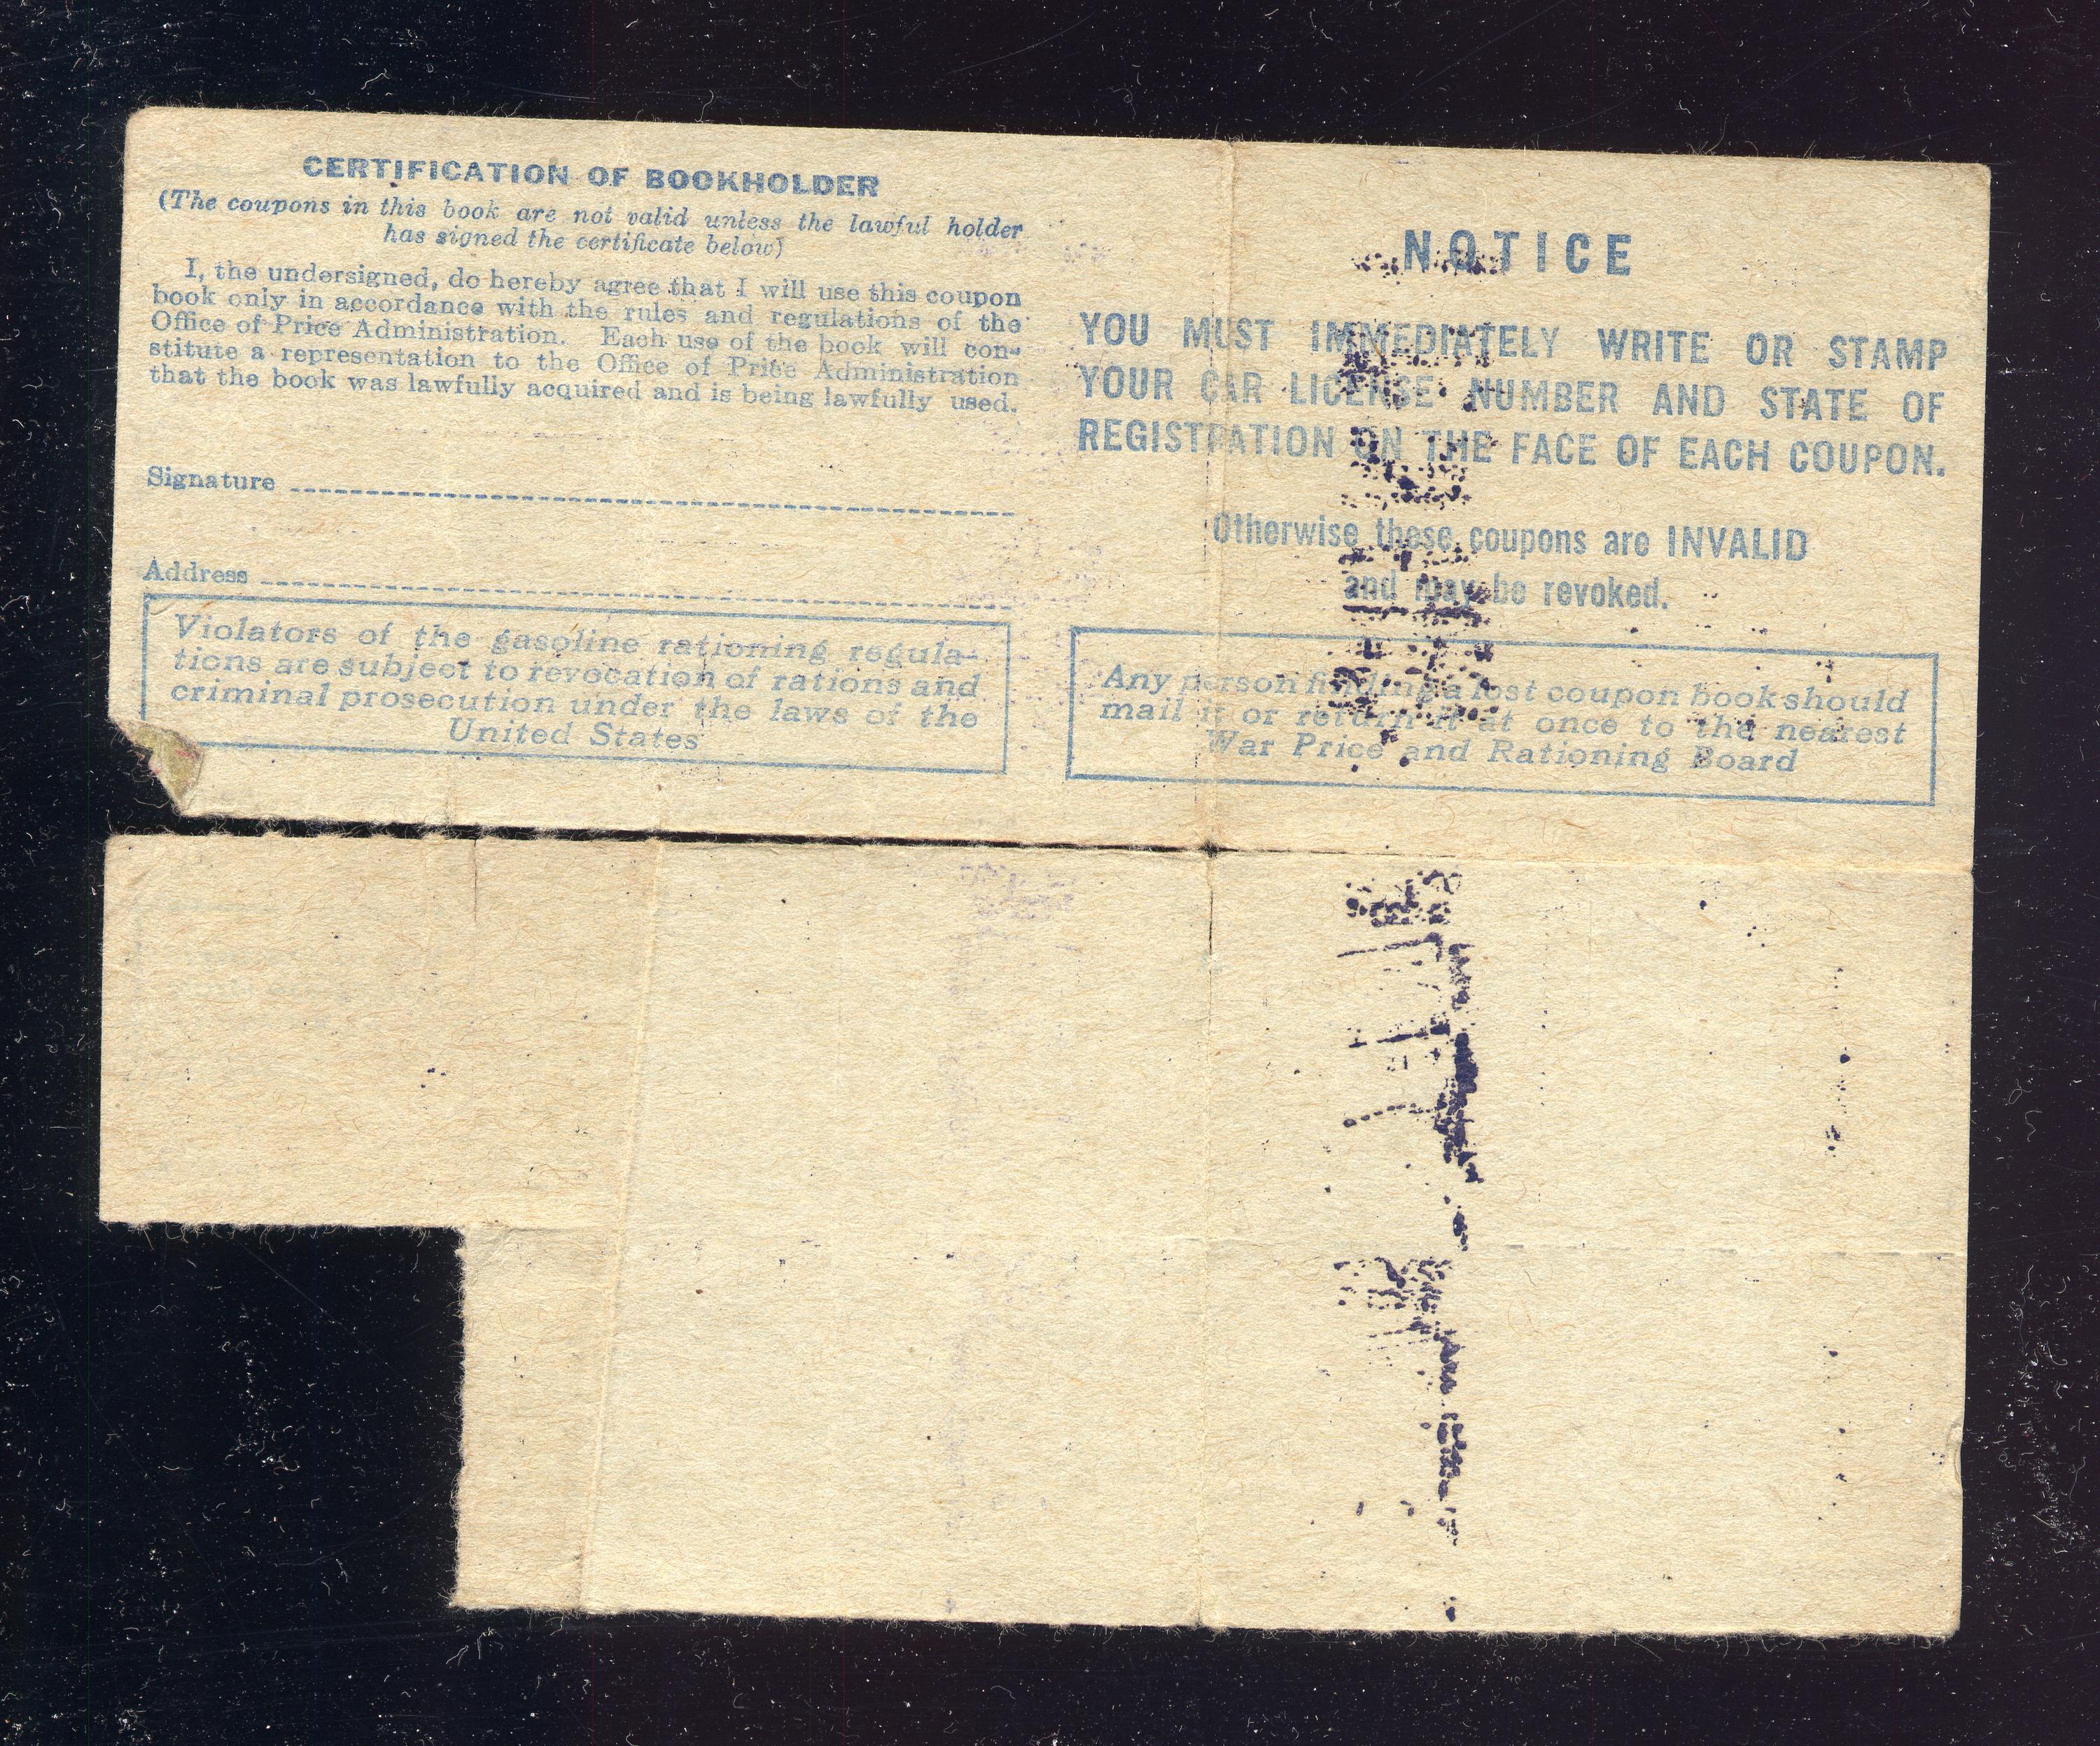 CERTIFICATION OF BOOKHOLDER
(The coupons in this book are not valid unless the lawful holder
has signed the certificate below)
I, the undersigned, do hereby agree that I will use this coupon
book only in accordance with the rules and regulations of the
Office of Price Administration. Each use of the book will con-
stitute a representation to the Office of Price Administration
that the book was lawfully acquired and is being lawfully used.
Signature
Address
Violators of the gasoline rationing regula-
tions are subject to revocation of rations and
criminal prosecution under the laws of the
United States
NOTICE
YOU MUST IMMEDIATELY WRITE OR STAMP
YOUR CAR LICENSE NUMBER AND STATE OF
REGISTRATION ON THE FACE OF EACH COUPON.
Otherwise these coupons are INVALID
and may be revoked.
Any person finding a lost coupon book should
mail it or return it at once to the nearest
War Price and Rationing Board